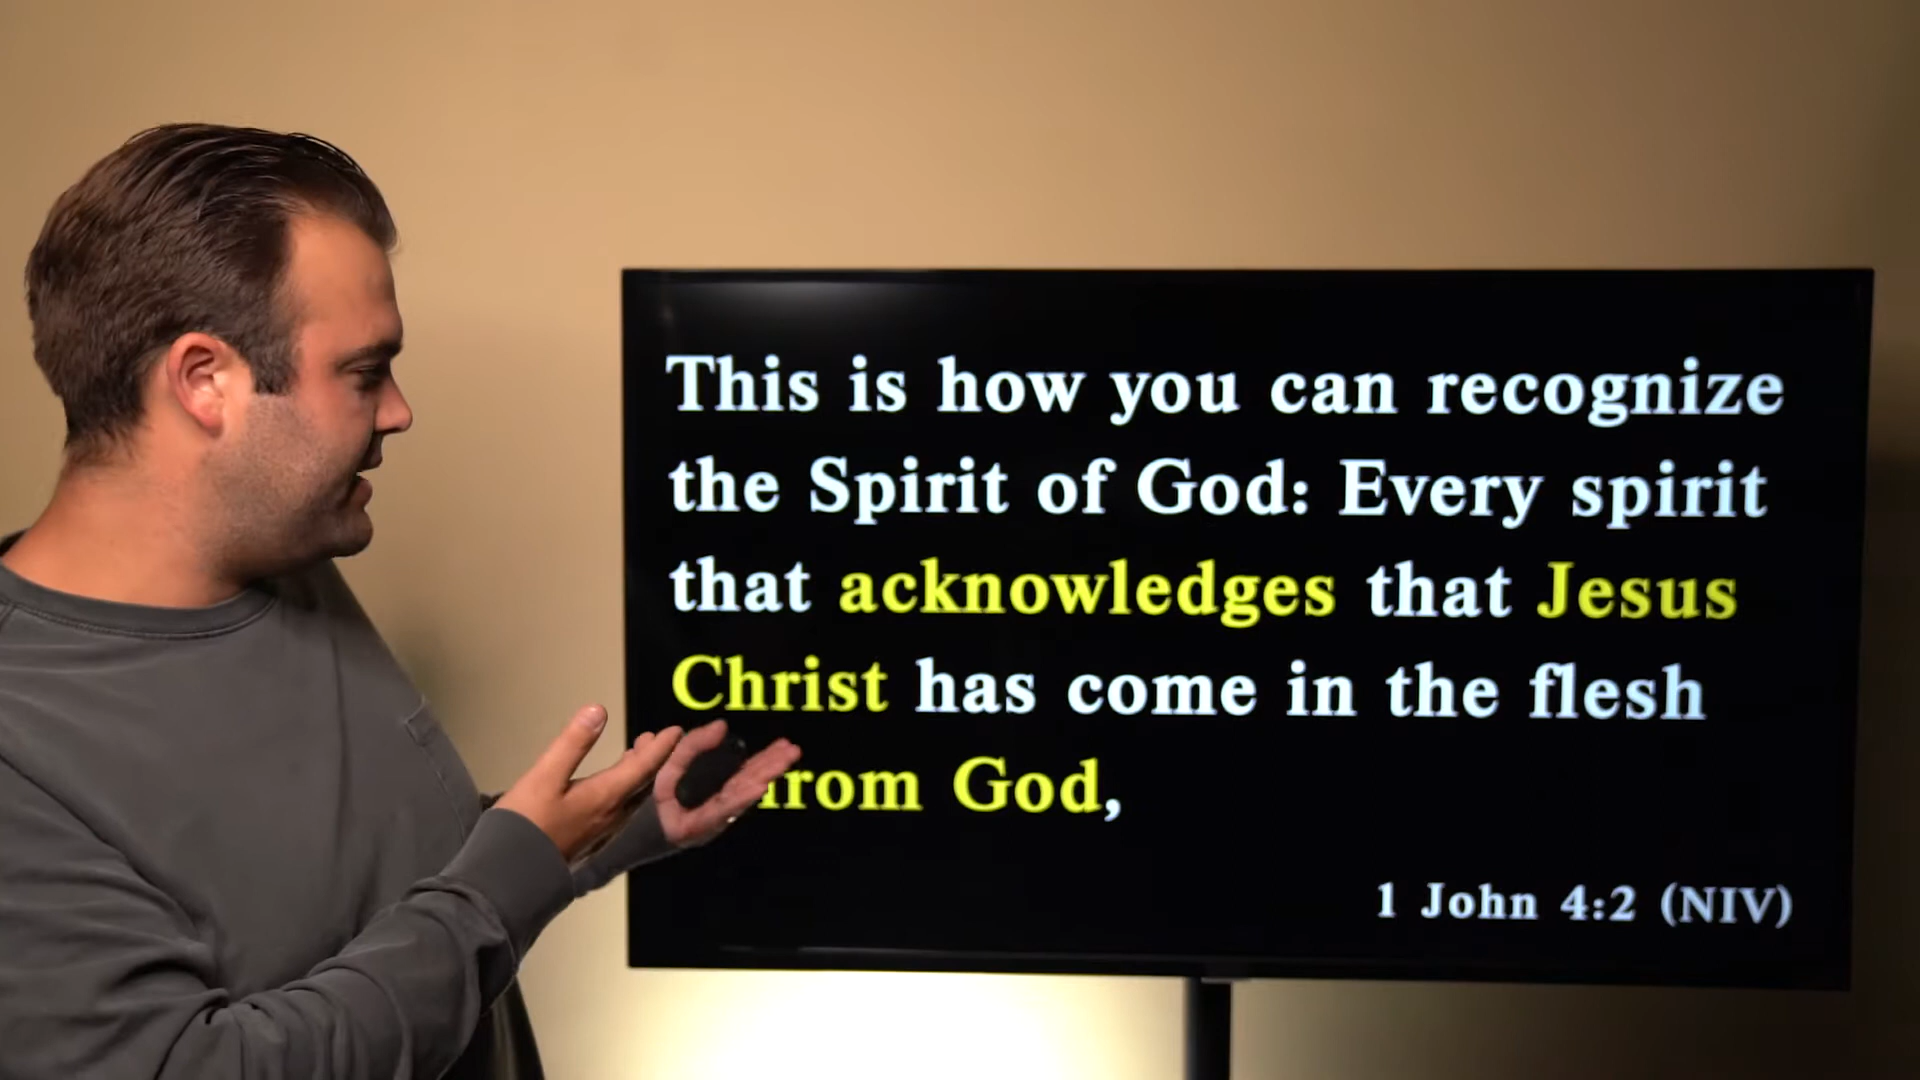 This is how you can recognize
the Spirit of God: Every spirit
that acknowledges that Jesus
Christ has come in the flesh
from God,
1 John 4:2 (NIV)